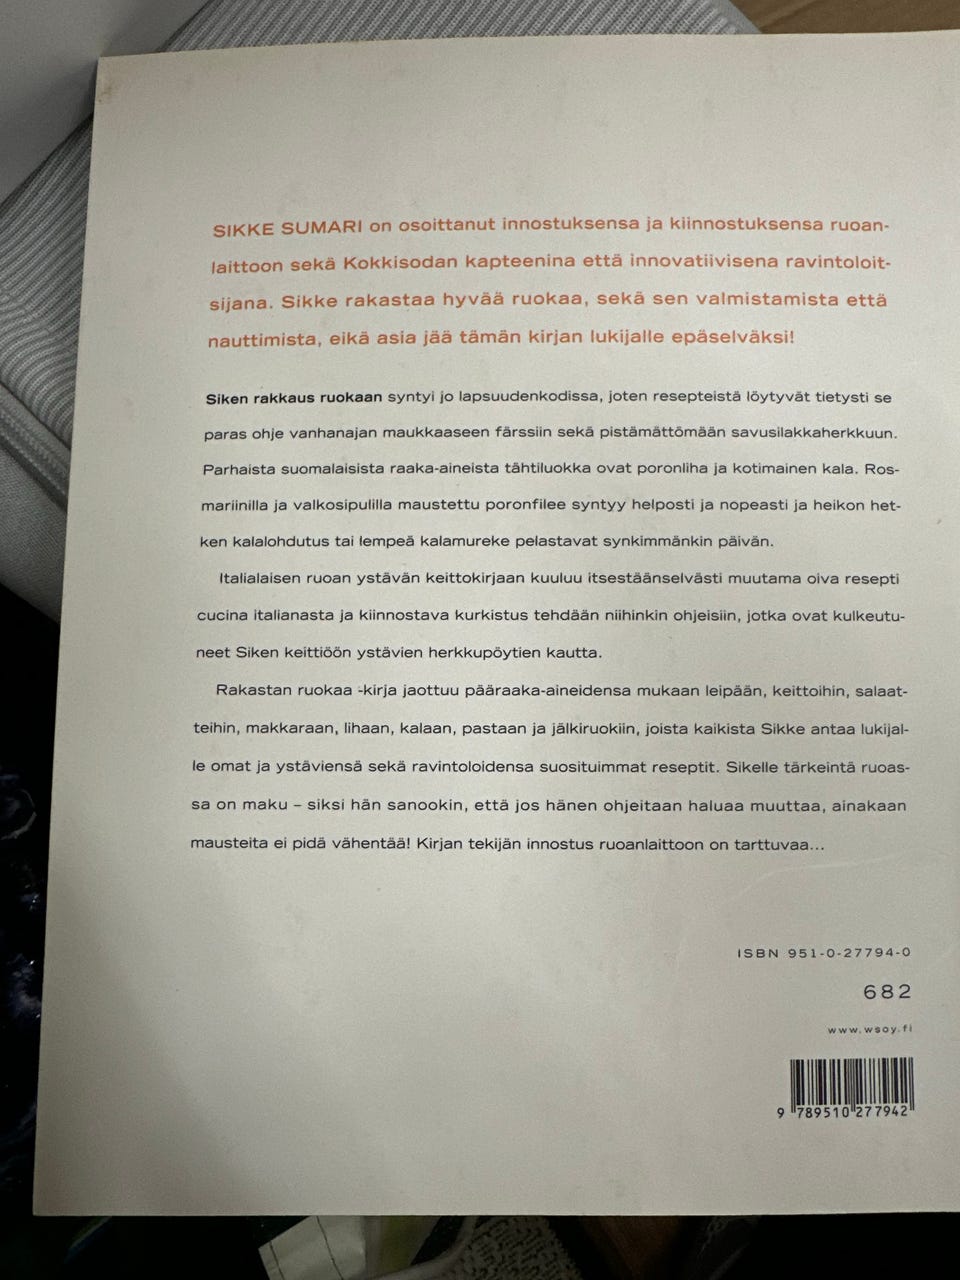 SIKKE SUMARI on osoittanut innostuksensa ja kiinnostuksensa ruoan-
laittoon sekä Kokkisodan kapteenina että innovatiivisena ravintoloit-
sijana. Sikke rakastaa hyvää ruokaa, sekä sen valmistamista että
nauttimista, eikä asia jää tämän kirjan lukijalle epäselväksi!
Siken rakkaus ruokaan syntyi jo lapsuudenkodissa, joten resepteistä löytyvät tietysti se
paras ohje vanhanajan maukkaaseen färssiin sekä pistämättömään savusilakkaherkkuun.
Parhaista suomalaisista raaka-aineista tähtiluokka ovat poronliha ja kotimainen kala. Ros-
mariinilla ja valkosipulilla maustettu poronfilee syntyy helposti ja nopeasti ja heikon het-
ken kalalohdutus tai lempeä kalamureke pelastavat synkimmänkin päivän.
Italialaisen ruoan ystävän keittokirjaan kuuluu itsestäänselvästi muutama oiva resepti
cucina italianasta ja kiinnostava kurkistus tehdään niihinkin ohjeisiin, jotka ovat kulkeutu-
neet Siken keittiöön ystävien herkkupöytien kautta.
Rakastan ruokaa -kirja jaottuu pääraaka-aineidensa mukaan leipään, keittoihin, salaat-
teihin, makkaraan, lihaan, kalaan, pastaan ja jälkiruokiin, joista kaikista Sikke antaa lukijal-
le omat ja ystäviensä sekä ravintoloidensa suosituimmat reseptit. Sikelle tärkeintä ruoas-
sa on maku – siksi hän sanookin, että jos hänen ohjeitaan haluaa muuttaa, ainakaan
mausteita ei pidä vähentää! Kirjan tekijän innostus ruoanlaittoon on tarttuvaa...
ISBN 951-0-27794-0
682
www.wsoy.fi
9 789510 277942